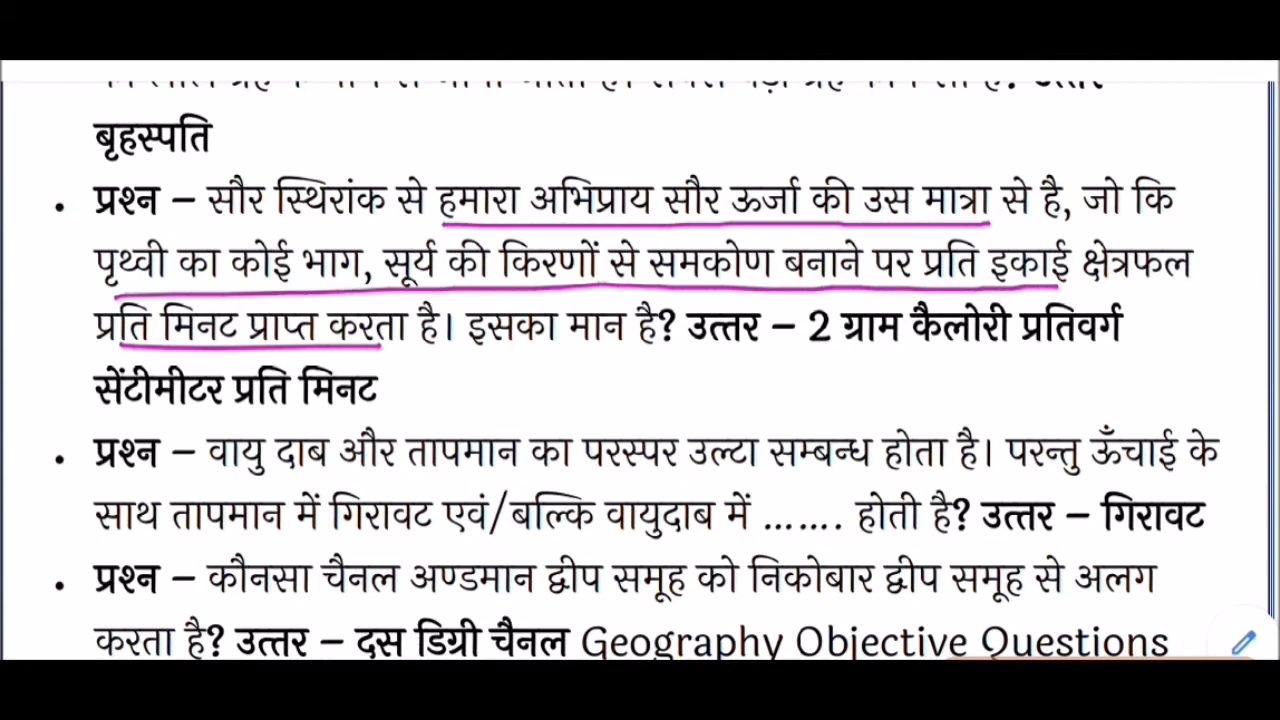 उत्तर
बृहस्पति
• प्रश्न – सौर स्थिरांक से हमारा अभिप्राय सौर ऊर्जा की उस मात्रा से है, जो कि
पृथ्वी का कोई भाग, सूर्य की किरणों से समकोण बनाने पर प्रति इकाई क्षेत्रफल
प्रति मिनट प्राप्त करता है। इसका मान है? उत्तर – 2 ग्राम कैलोरी प्रतिवर्ग
सेंटीमीटर प्रति मिनट
• प्रश्न – वायु दाब और तापमान का परस्पर उल्टा सम्बन्ध होता है। परन्तु ऊँचाई के
साथ तापमान में गिरावट एवं/बल्कि वायुदाब में ....... होती है? उत्तर – गिरावट
• प्रश्न – कौनसा चैनल अण्डमान द्वीप समूह को निकोबार द्वीप समूह से अलग
करता है? उत्तर – दस डिग्री चैनल Geography Objective Questions